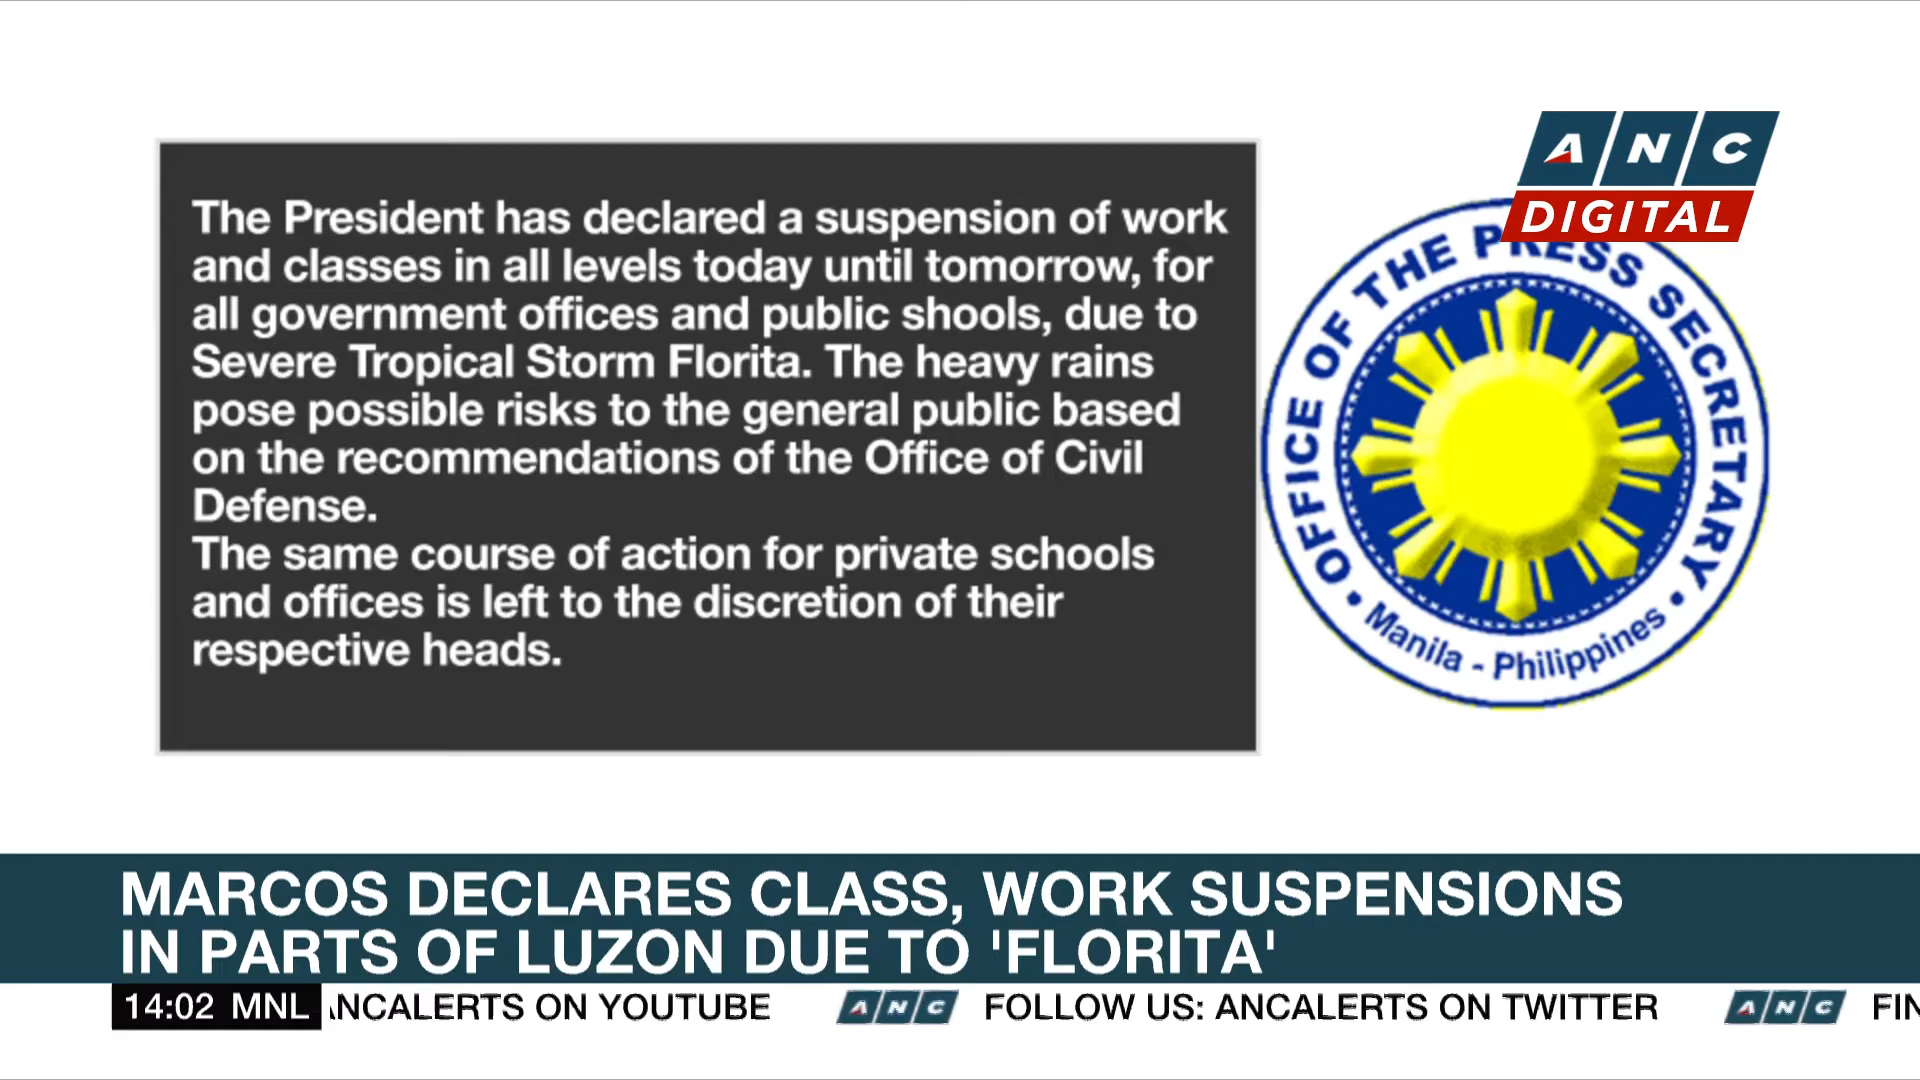 ANC
DIGITAL
The President has declared a suspension of work
and classes in all levels today until tomorrow, for
all government offices and public shools, due to
Severe Tropical Storm Florita. The heavy rains
pose possible risks to the general public based
on the recommendations of the Office of Civil
Defense.
The same course of action for private schools
and offices is left to the discretion of their
respective heads.
OFFICE OF THE PRESS SECRETARY
• Manila - Philippines •
MARCOS DECLARES CLASS, WORK SUSPENSIONS
IN PARTS OF LUZON DUE TO 'FLORITA'
14:02 MNL NCALERTS ON YOUTUBE ANC FOLLOW US: ANCALERTS ON TWITTER ANC FIN